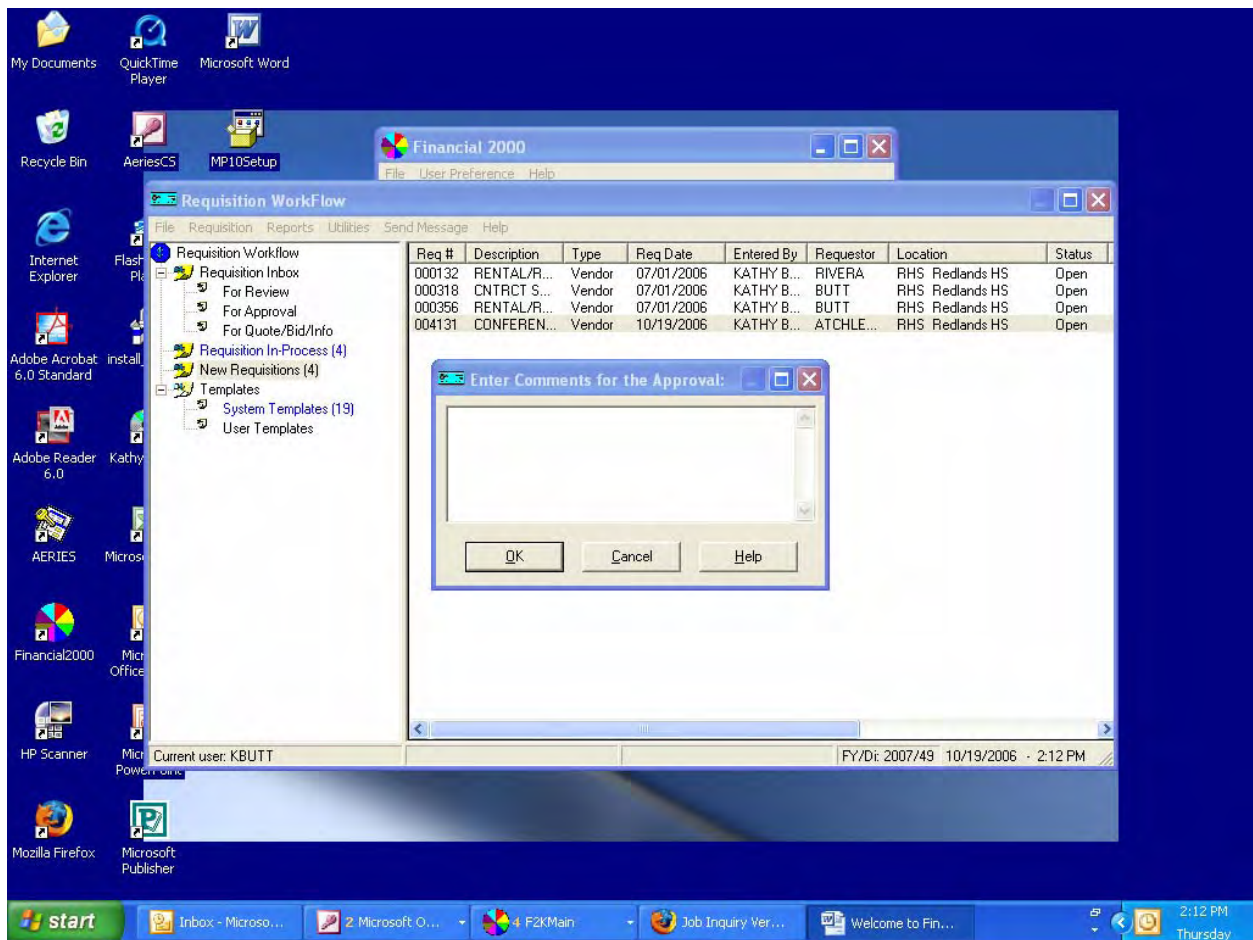 My Documents
QuickTime Player
Microsoft Word
Recycle Bin
AeriesCS
MP10Setup
Internet Explorer
Flash
Adobe Acrobat 6.0 Standard
install
Adobe Reader 6.0
Kathy
AERIES
Financial2000
Office
HP Scanner
PowerPoint
Mozilla Firefox
Microsoft Publisher
Financial 2000
File User Preference Help
Requisition WorkFlow
File Requisition Reports Utilities Send Message Help
Requisition Workflow
Requisition Inbox
For Review
For Approval
For Quote/Bid/Info
Requisition In-Process (4)
New Requisitions (4)
Templates
System Templates (19)
User Templates
Req # Description Type Req Date Entered By Requestor Location Status
000132 RENTAL/R... Vendor 07/01/2006 KATHY B... RIVERA RHS Redlands HS Open
000318 CNTRCT S... Vendor 07/01/2006 KATHY B... BUTT RHS Redlands HS Open
000356 RENTAL/R... Vendor 07/01/2006 KATHY B... BUTT RHS Redlands HS Open
004131 CONFEREN... Vendor 10/19/2006 KATHY B... ATCHLE... RHS Redlands HS Open
Enter Comments for the Approval:
OK Cancel Help
Current user: KBUTT
FY/Di: 2007/49 10/19/2006 - 2:12 PM
start
Inbox - Microso...
2 Microsoft O...
4 F2KMain
Job Inquiry Ver...
Welcome to Fin...
2:12 PM
Thursday